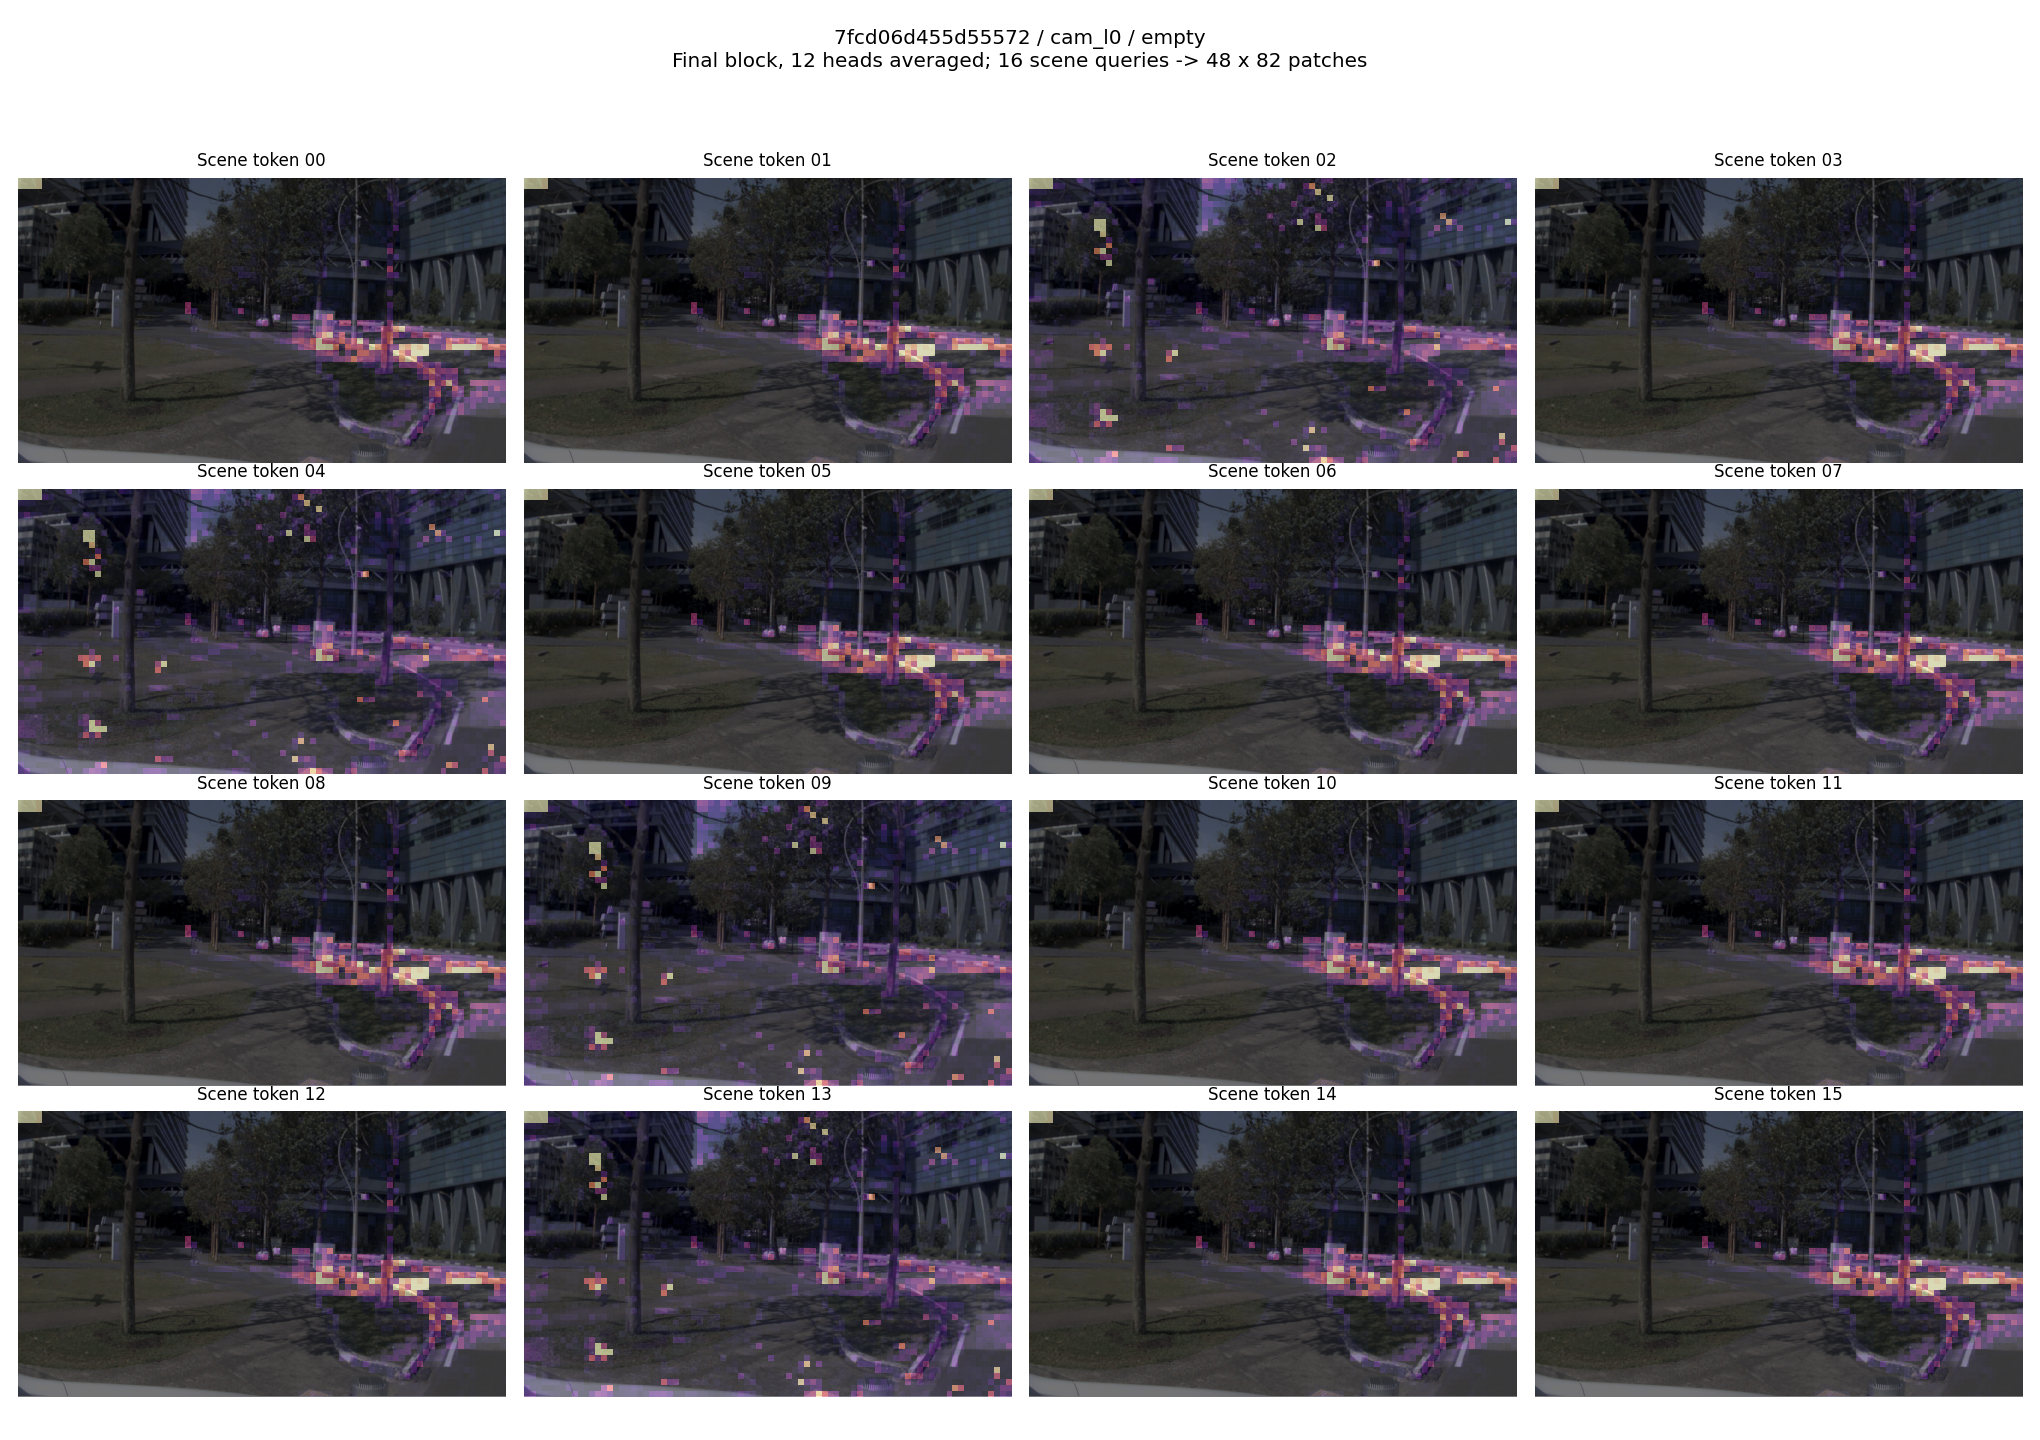 7fcd06d455d55572 / cam_l0 / empty
Final block, 12 heads averaged; 16 scene queries -> 48 x 82 patches
Scene token 00
Scene token 01
Scene token 02
Scene token 03
Scene token 04
Scene token 05
Scene token 06
Scene token 07
Scene token 08
Scene token 09
Scene token 10
Scene token 11
Scene token 12
Scene token 13
Scene token 14
Scene token 15